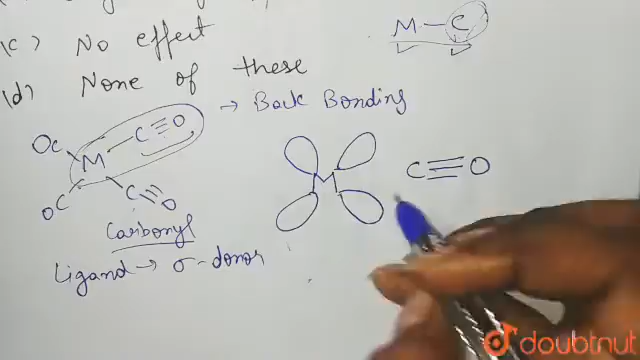 (c) No effect
(d) None of these
M — C
→ Back Bonding
OC M — C≡O
OC C≡O
Carbonyl
Ligand → σ-donor
M C≡O
doubtnut